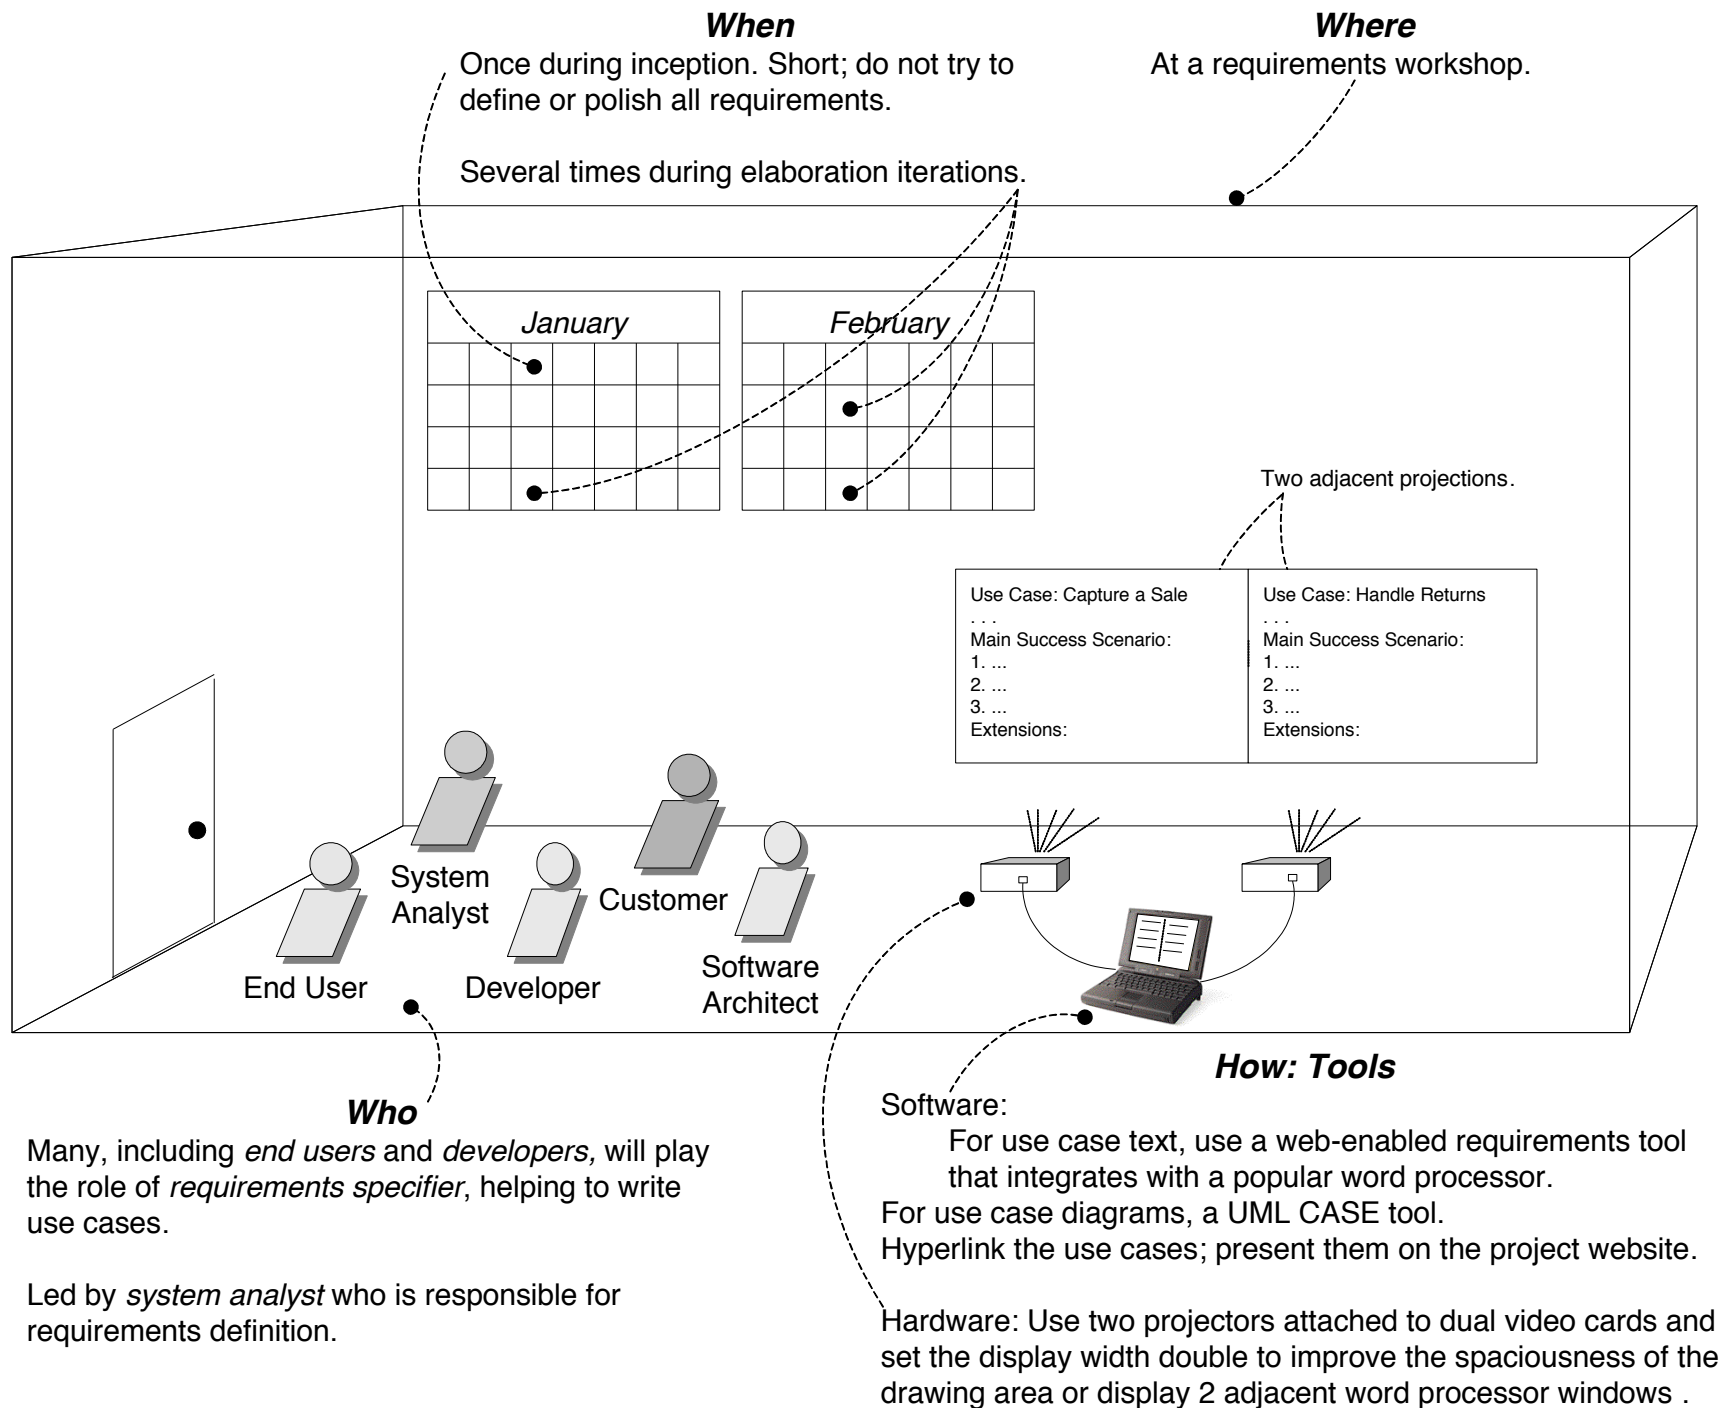 When
Once during inception. Short; do not try to
define or polish all requirements.
Several times during elaboration iterations.
Where
At a requirements workshop.
January
February
Two adjacent projections.
Use Case: Capture a Sale
. . .
Main Success Scenario:
1. ...
2. ...
3. ...
Extensions:
Use Case: Handle Returns
. . .
Main Success Scenario:
1. ...
2. ...
3. ...
Extensions:
System
Analyst
Customer
End User
Developer
Software
Architect
Who
Many, including end users and developers, will play
the role of requirements specifier, helping to write
use cases.
Led by system analyst who is responsible for
requirements definition.
How: Tools
Software:
For use case text, use a web-enabled requirements tool
that integrates with a popular word processor.
For use case diagrams, a UML CASE tool.
Hyperlink the use cases; present them on the project website.
Hardware: Use two projectors attached to dual video cards and
set the display width double to improve the spaciousness of the
drawing area or display 2 adjacent word processor windows .